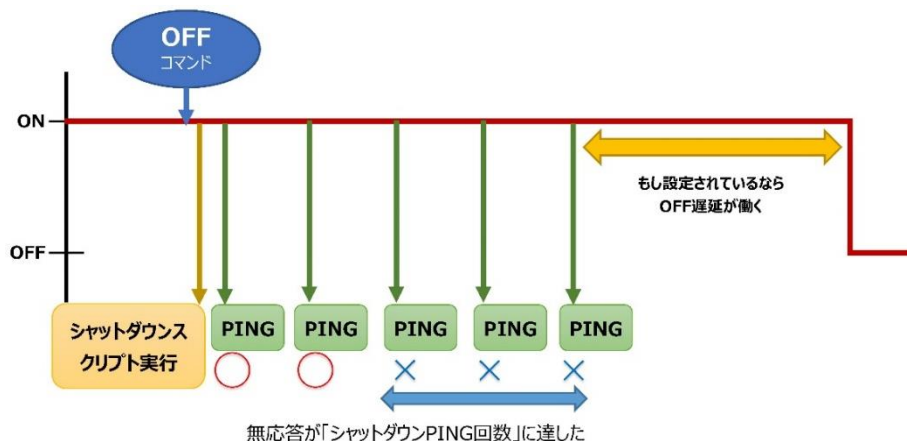 OFF
コマンド
ON
もし設定されているなら
OFF遅延が働く
OFF
シャットダウンス
クリプト実行
PING
PING
PING
PING
PING
無応答が「シャットダウンPING回数」に達した